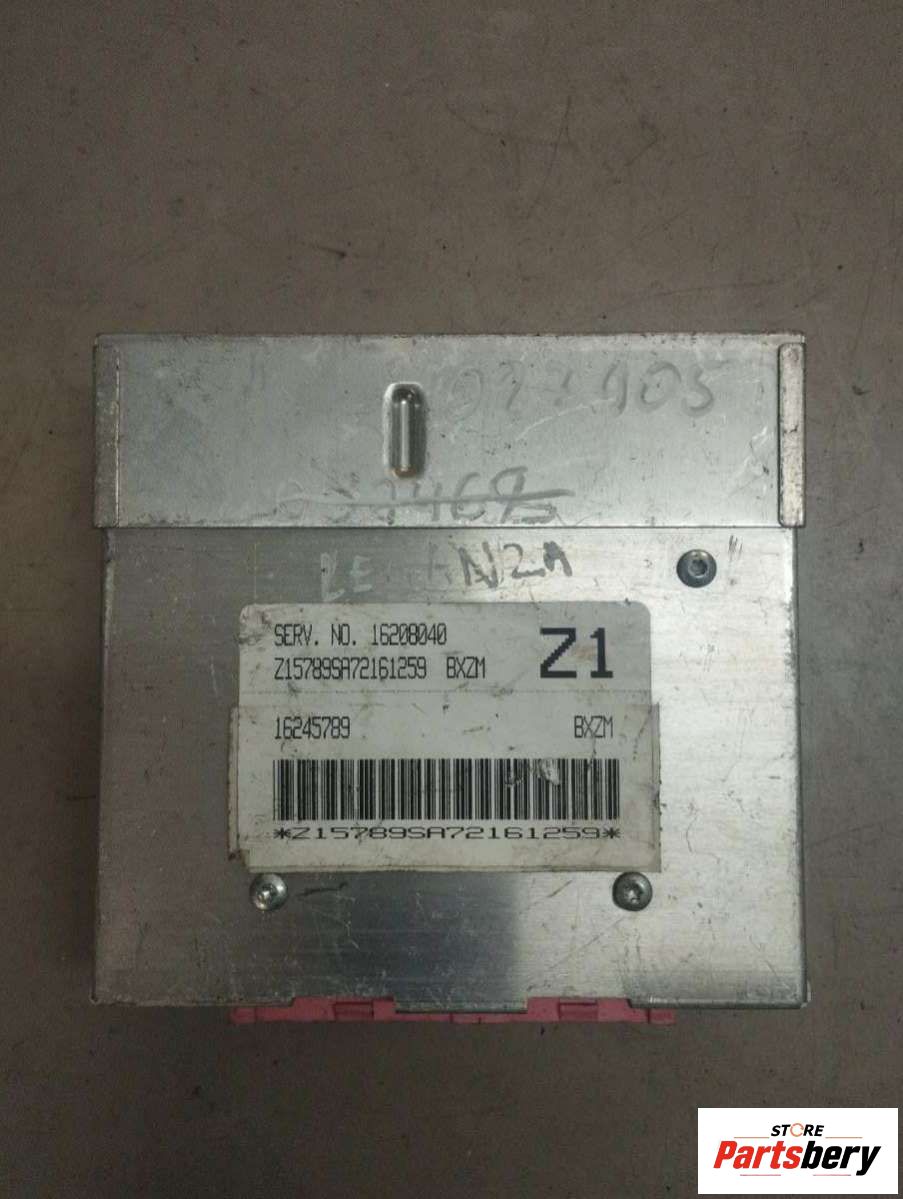 SERV. NO. 16208040
Z15789SA72161259 BXZM
Z1
16245789 BXZM
*Z15789SA72161259*
STORE
Partsbery